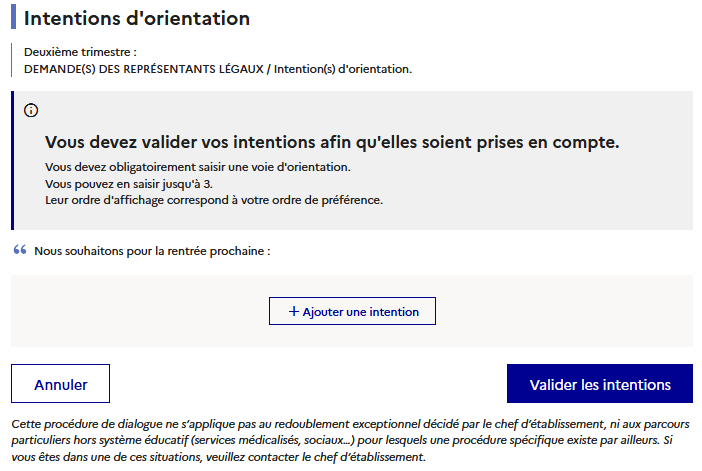 Intentions d'orientation
Deuxième trimestre :
DEMANDE(S) DES REPRÉSENTANTS LÉGAUX / Intention(s) d'orientation.
Vous devez valider vos intentions afin qu'elles soient prises en compte.
Vous devez obligatoirement saisir une voie d'orientation.
Vous pouvez en saisir jusqu'à 3.
Leur ordre d'affichage correspond à votre ordre de préférence.
Nous souhaitons pour la rentrée prochaine :
+ Ajouter une intention
Annuler
Valider les intentions
Cette procédure de dialogue ne s’applique pas au redoublement exceptionnel décidé par le chef d’établissement, ni aux parcours
particuliers hors système éducatif (services médicalisés, sociaux…) pour lesquels une procédure spécifique existe par ailleurs. Si
vous êtes dans une de ces situations, veuillez contacter le chef d’établissement.